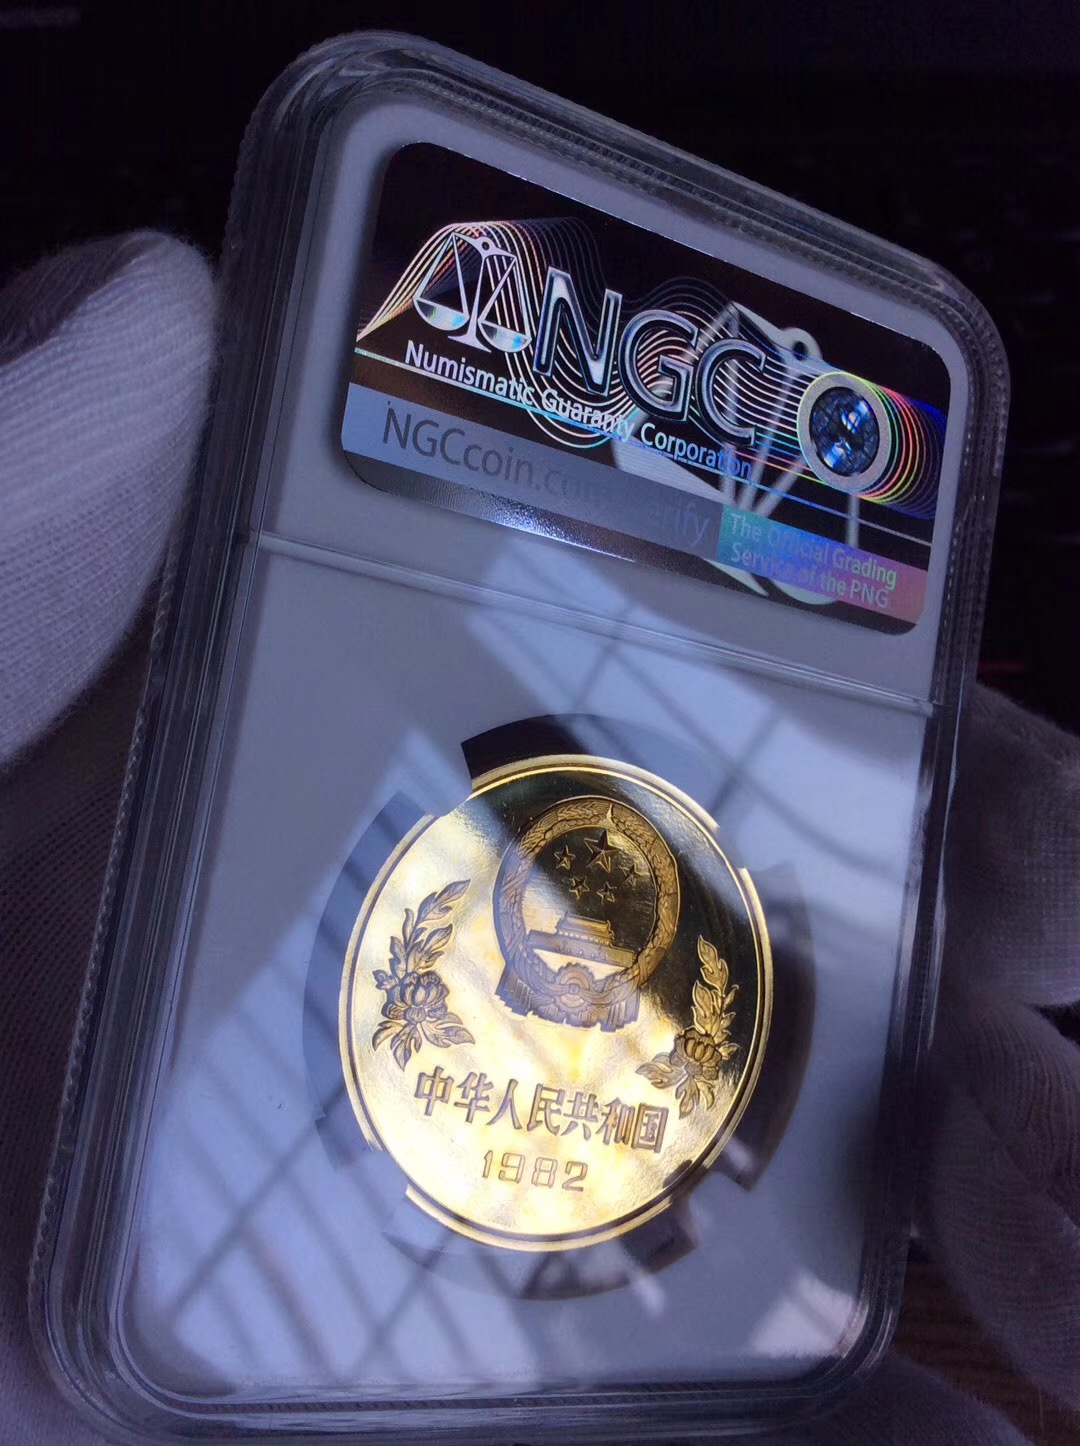 NGC
Numismatic Guaranty Corporation
NGCcoin.com/verify
The Official Grading
Service of the PNG
中华人民共和国
1982